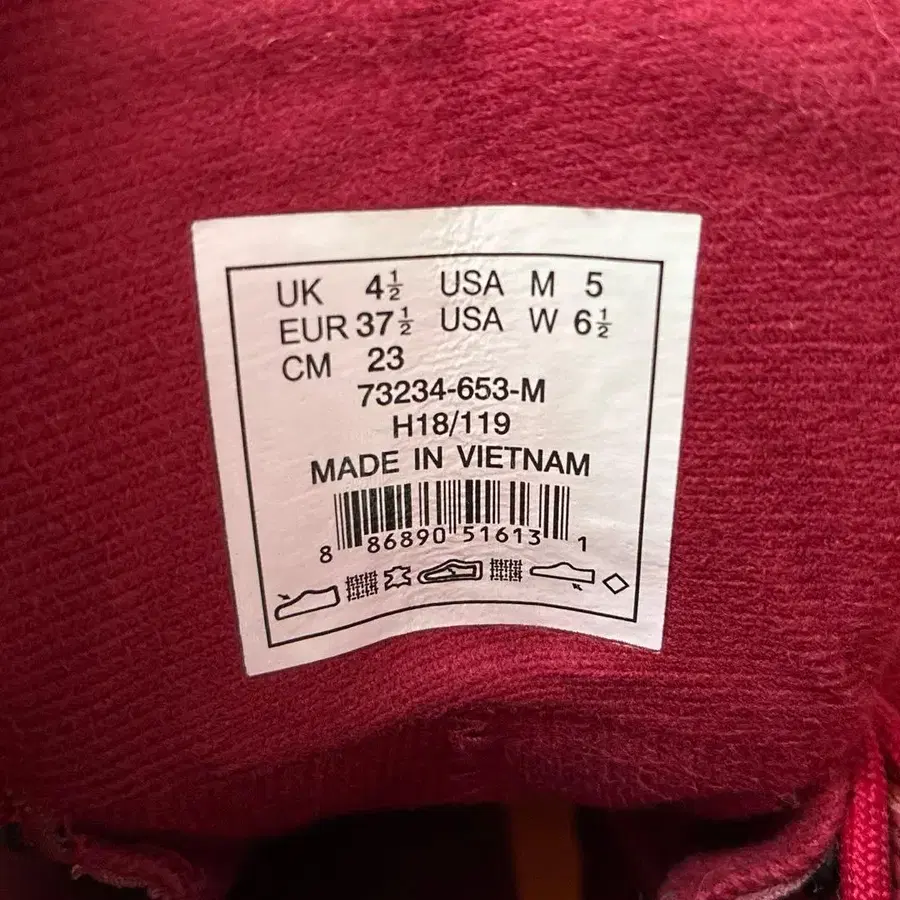 UK 4½ USA M 5
EUR 37½ USA W 6½
CM 23
73234-653-M
H18/119
MADE IN VIETNAM
8 86890 51613 1